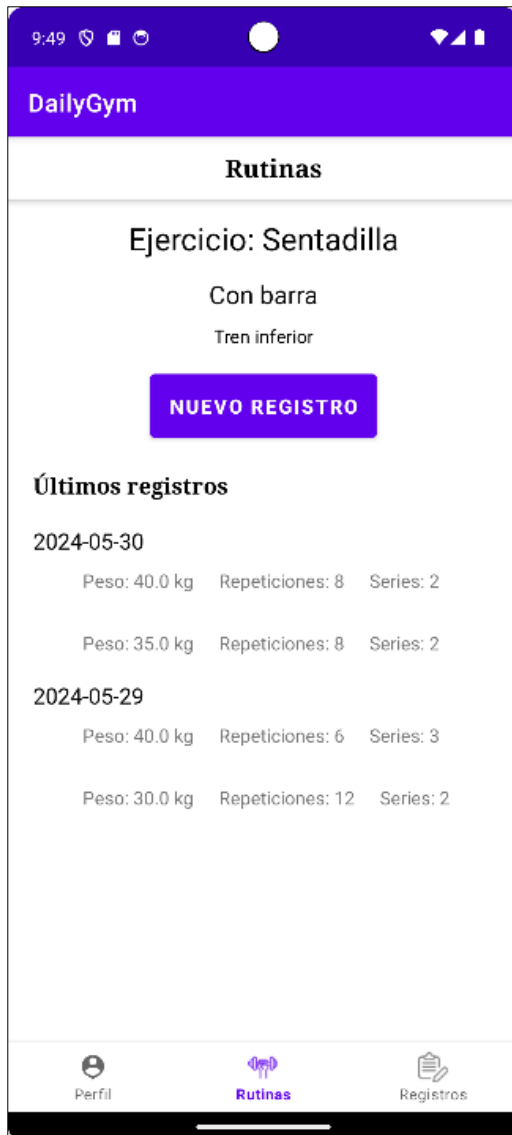 9:49
DailyGym
Rutinas
Ejercicio: Sentadilla
Con barra
Tren inferior
NUEVO REGISTRO
Últimos registros
2024-05-30
Peso: 40.0 kg Repeticiones: 8 Series: 2
Peso: 35.0 kg Repeticiones: 8 Series: 2
2024-05-29
Peso: 40.0 kg Repeticiones: 6 Series: 3
Peso: 30.0 kg Repeticiones: 12 Series: 2
Perfil Rutinas Registros